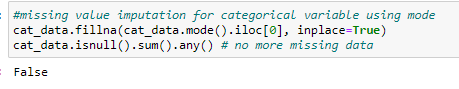 #missing value imputation for categorical variable using mode
cat_data.fillna(cat_data.mode().iloc[0], inplace=True)
cat_data.isnull().sum().any() # no more missing data
False